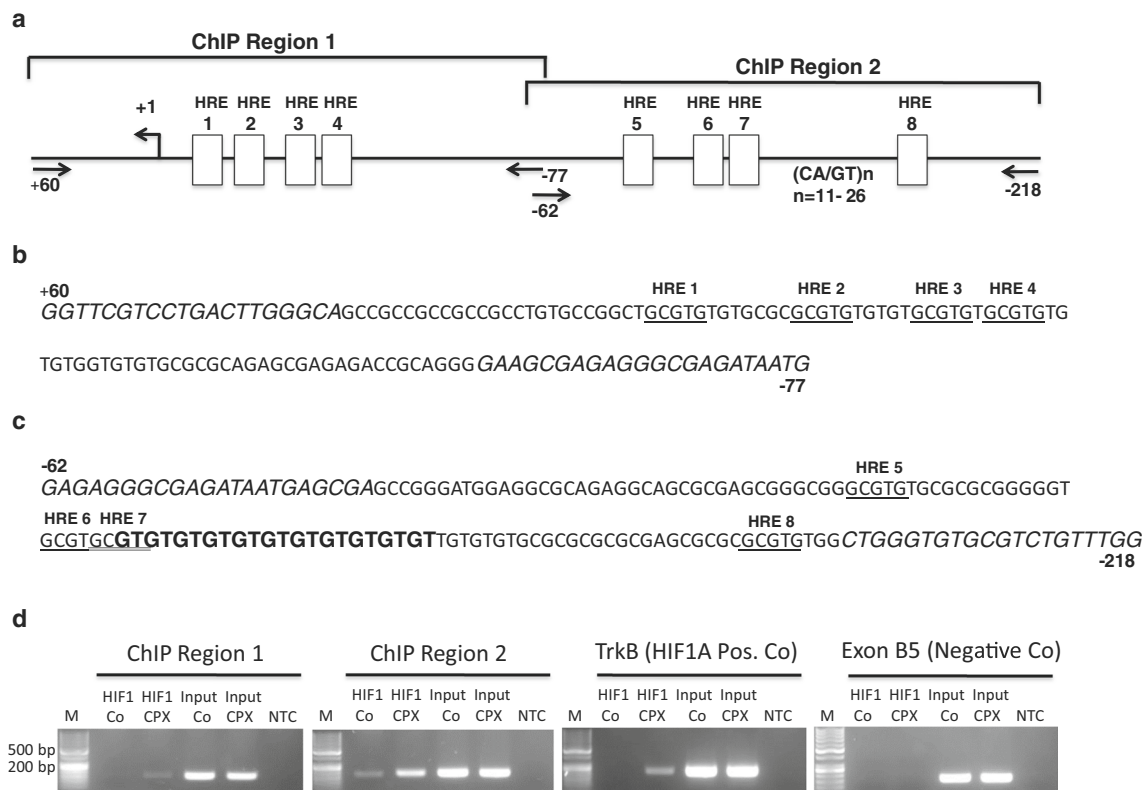 a
ChIP Region 1
ChIP Region 2
+1
HRE 1
HRE 2
HRE 3
HRE 4
HRE 5
HRE 6
HRE 7
HRE 8
+60
-77
-62
(CA/GT)n
n=11-26
-218
b
+60
HRE 1 HRE 2 HRE 3 HRE 4
GGTTCGTCCTGACTTGGGCAGCCGCCGCCGCCGCCTGTGCCGGCTGCGTGTGTGCGCGCGTGTGTGTGCGTGTGCGTGTG
TGTGGTGTGTGCGCGCAGAGCGAGAGACCGCAGGGGAAGCGAGAGGGCGAGATAATG
-77
c
-62
HRE 5
GAGAGGGCGAGATAATGAGCGAGCCGGGATGGAGGCGCAGAGGCAGCGCGAGCGGGCGGGCGTGTGCGCGCGGGGGT
HRE 6 HRE 7 HRE 8
GCGTGCGTGTGTGTGTGTGTGTGTGTGTGTTGTGTGTGCGCGCGCGCGAGCGCGCGCGTGTGGCTGGGTGTGCGTCTGTTTGG
-218
d
ChIP Region 1
ChIP Region 2
TrkB (HIF1A Pos. Co)
Exon B5 (Negative Co)
HIF1 HIF1 Input Input
M Co CPX Co CPX NTC
HIF1 HIF1 Input Input
M Co CPX Co CPX NTC
HIF1 HIF1 Input Input
M Co CPX Co CPX NTC
HIF1 HIF1 Input Input
M Co CPX Co CPX NTC
500 bp
200 bp